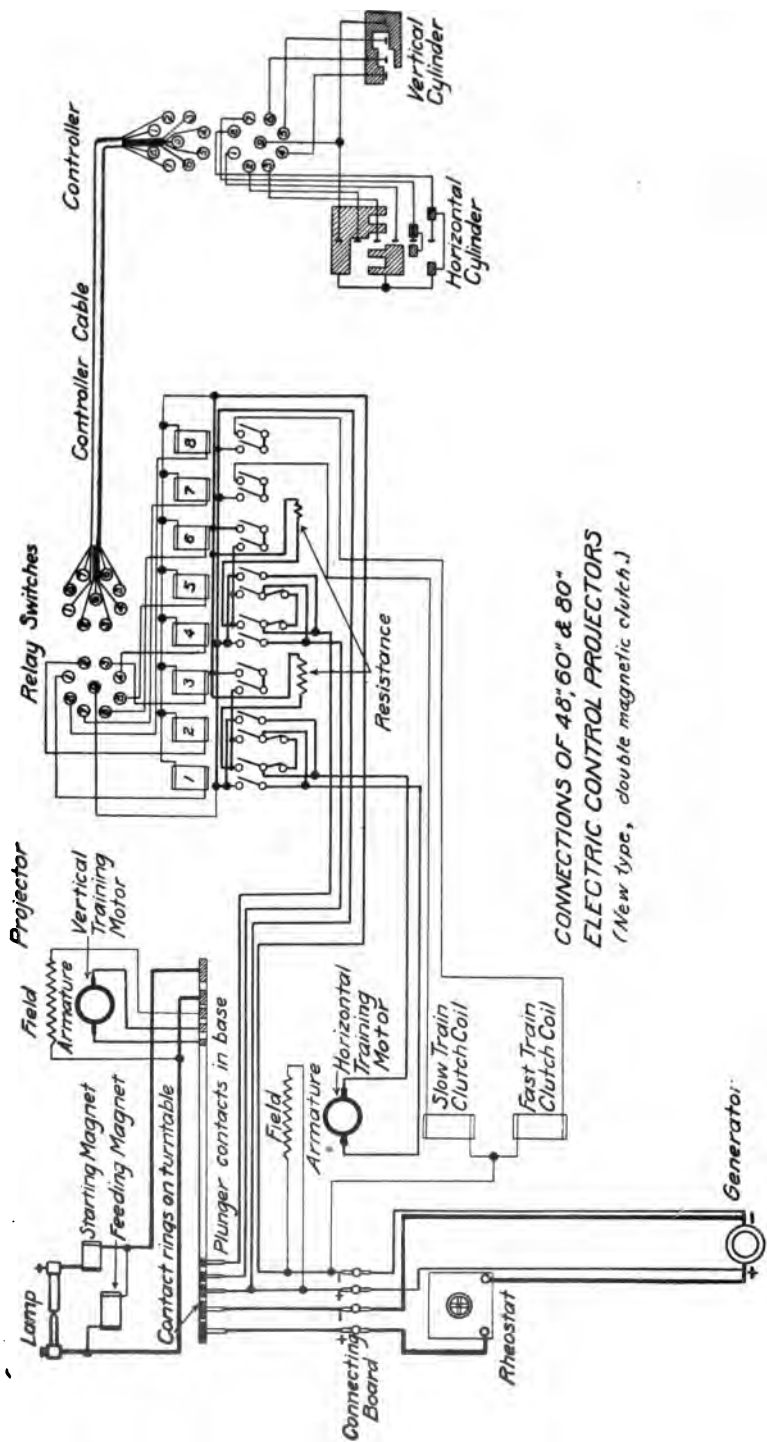 Projector
Relay Switches
Controller Cable
Controller
Lamp
Starting Magnet
Feeding Magnet
Field
Armature
Vertical
Training
Motor
Contact rings on turntable
Plunger contacts in base
1
2
3
4
5
6
7
8
Vertical
Cylinder
Horizontal
Cylinder
Resistance
Field
Armature
Horizontal
Training
Motor
Slow Train
Clutch Coil
Fast Train
Clutch Coil
Connecting
Board
+
-
+
-
Rheostat
Generator
+
-
CONNECTIONS OF 48", 60" & 80"
ELECTRIC CONTROL PROJECTORS
(New type, double magnetic clutch.)